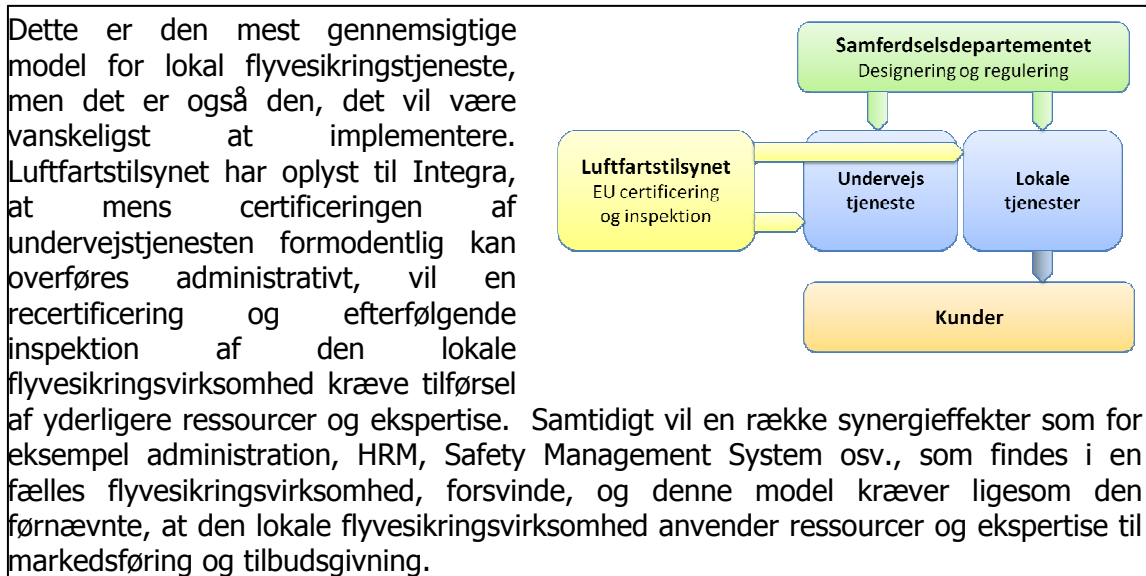 Dette er den mest gennemsigtige
model for lokal flyvesikringstjeneste,
men det er også den, det vil være
vanskeligst at implementere.
Luftfartstilsynet har oplyst til Integra,
at mens certificeringen af
undervejstjenesten formodentlig kan
overføres administrativt, vil en
recertificering og efterfølgende
inspektion af den lokale
flyvesikringsvirksomhed kræve tilførsel
af yderligere ressourcer og ekspertise. Samtidigt vil en række synergieffekter som for
eksempel administration, HRM, Safety Management System osv., som findes i en
fælles flyvesikringsvirksomhed, forsvinde, og denne model kræver ligesom den
førnævnte, at den lokale flyvesikringsvirksomhed anvender ressourcer og ekspertise til
markedsføring og tilbudsgivning.
Samferdselsdepartementet
Designering og regulering
Luftfartstilsynet
EU certificering
og inspektion
Undervejs
tjeneste
Lokale
tjenester
Kunder